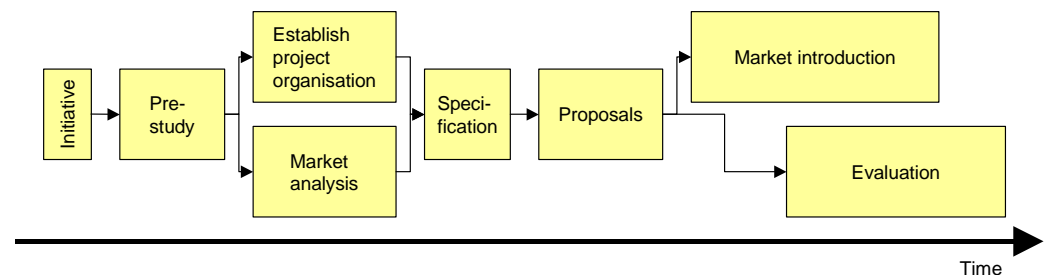 Initiative
Pre-
study
Establish
project
organisation
Market
analysis
Speci-
fication
Proposals
Market introduction
Evaluation
Time